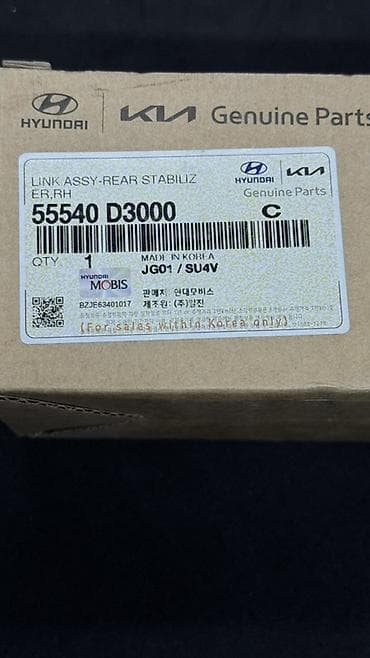 HYUNDAI KIA Genuine Parts
LINK ASSY-REAR STABILIZ
HYUNDAI KIA
ER,RH
Genuine Parts
55540 D3000 C
QTY. 1 MADE IN KOREA
JG01 / SU4V
HYUNDAI
MOBIS
판매자: 현대모비스
BZJE63401017 제조원: (주)일진
(For sales within Korea only)